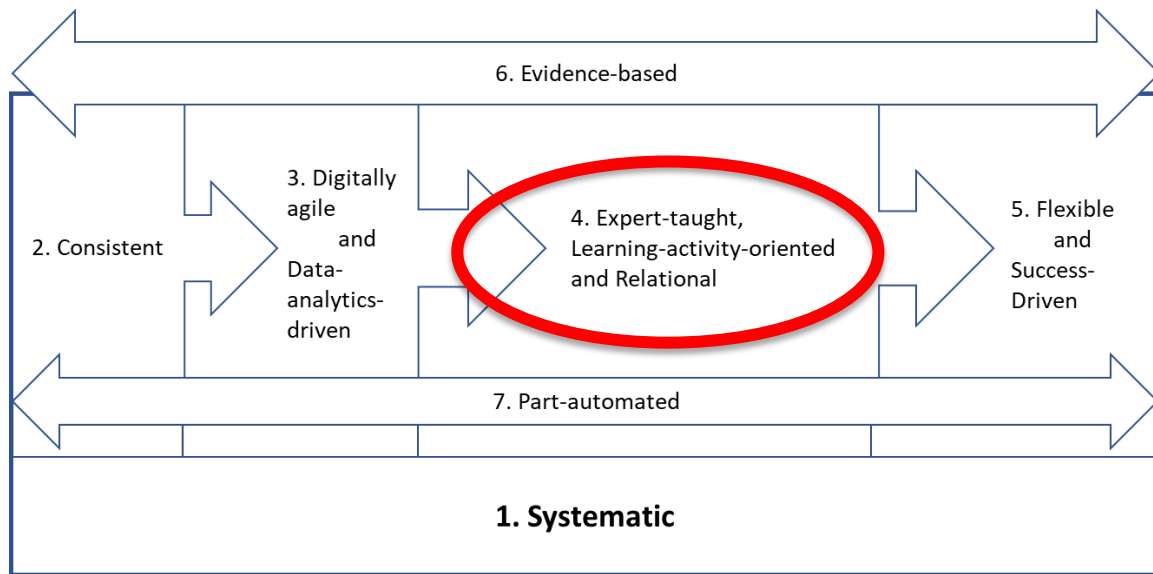 6. Evidence-based
2. Consistent
3. Digitally
agile
and
Data-
analytics-
driven
4. Expert-taught,
Learning-activity-oriented
and Relational
5. Flexible
and
Success-
Driven
7. Part-automated
1. Systematic